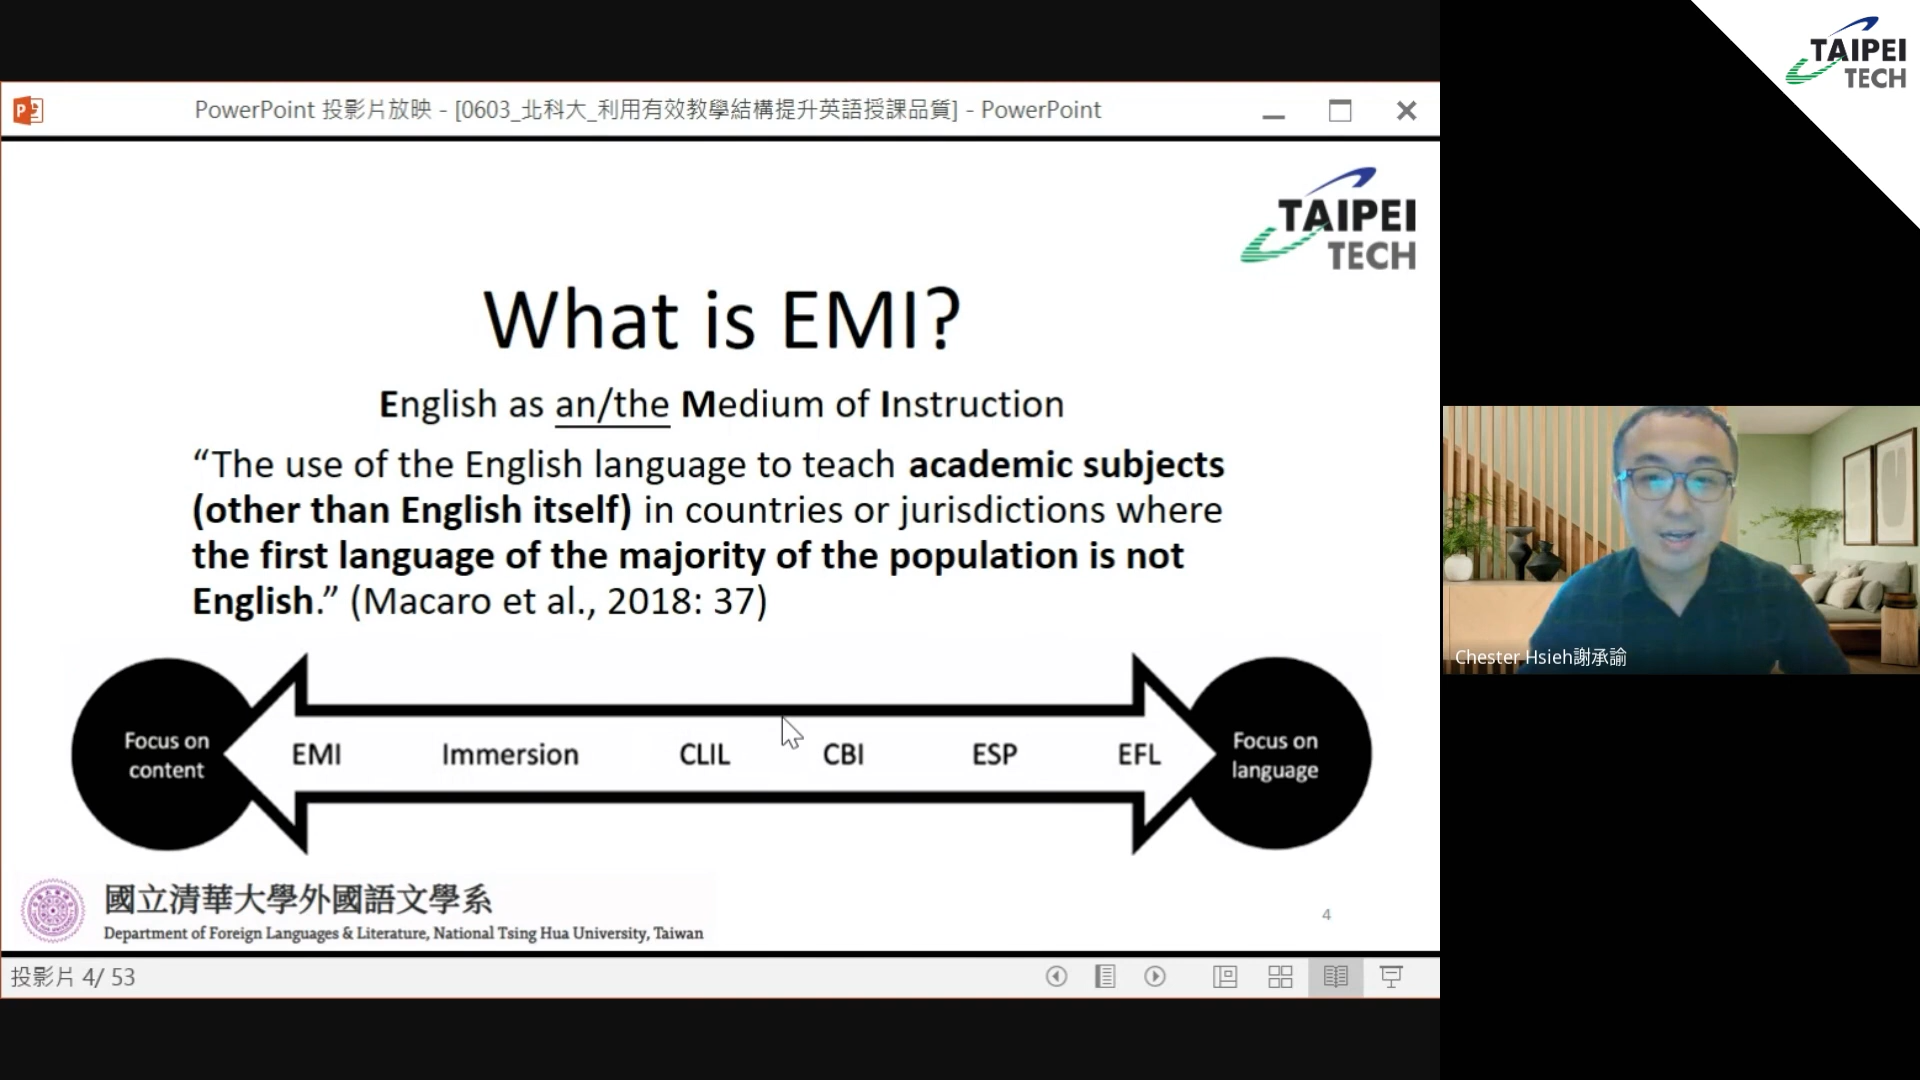 PowerPoint 投影片放映 - [0603_北科大_利用有效教學結構提升英語授課品質] - PowerPoint
TAIPEI
TECH
TAIPEI
TECH
What is EMI?
English as an/the Medium of Instruction
“The use of the English language to teach academic subjects
(other than English itself) in countries or jurisdictions where
the first language of the majority of the population is not
English.” (Macaro et al., 2018: 37)
Focus on
content
EMI Immersion CLIL CBI ESP EFL
Focus on
language
Chester Hsieh謝承諭
國立清華大學外國語文學系
Department of Foreign Languages & Literature, National Tsing Hua University, Taiwan
4
投影片 4/ 53